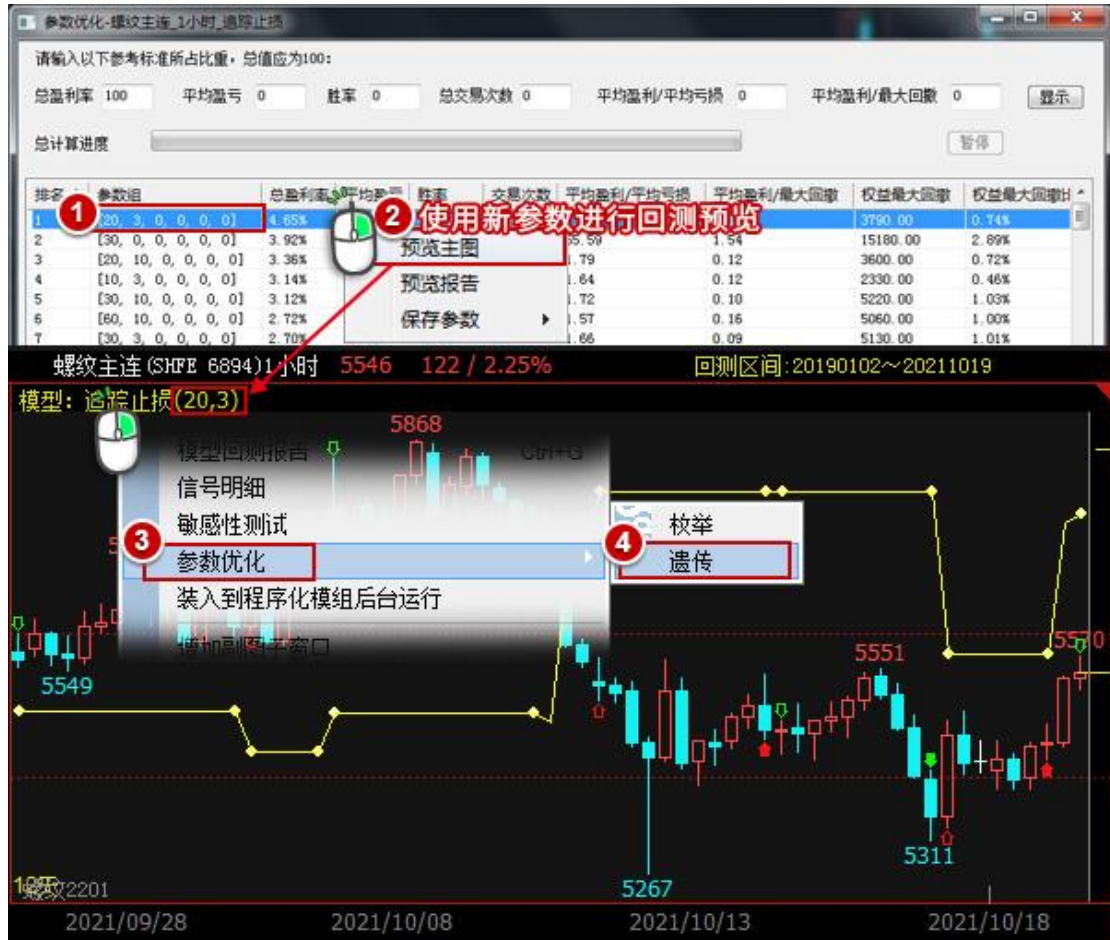 参数优化-螺纹主连_1小时_追踪止损
请输入以下参考标准所占比重，总值应为100：
总盈利率 100 平均盈亏 0 胜率 0 总交易次数 0 平均盈利/平均亏损 0 平均盈利/最大回撤 0 显示
总计算进度 暂停
排名 参数组 总盈利率 平均盈亏 胜率 交易次数 平均盈利/平均亏损 平均盈利/最大回撤 权益最大回撤 权益最大回撤比
1 [20, 3, 0, 0, 0, 0] 4.65% 3790.00 0.74%
1
2 使用新参数进行回测预览
2 [30, 0, 0, 0, 0, 0] 3.92% 55.59 1.54 15180.00 2.89%
预览主图
3 [20, 10, 0, 0, 0, 0] 3.36% 1.79 0.12 3600.00 0.72%
4 [10, 3, 0, 0, 0, 0] 3.14% 1.64 0.12 2330.00 0.46%
预览报告
5 [30, 10, 0, 0, 0, 0] 3.12% 1.72 0.10 5220.00 1.03%
6 [60, 10, 0, 0, 0, 0] 2.72% 1.57 0.16 5060.00 1.00%
保存参数
7 [30, 3, 0, 0, 0, 0] 2.70% 1.66 0.09 5130.00 1.01%
螺纹主连(SHFE 6894)1小时 5546 122 / 2.25% 回测区间:20190102～20211019
模型: 追踪止损(20,3)
5868
模型回测报告 Ctrl+G
信号明细
敏感性测试
3 参数优化
4
枚举
遗传
装入到程序化模组后台运行
增加副图子窗口
5549
5551
5311
5267
螺纹2201
2021/09/28 2021/10/08 2021/10/13 2021/10/18